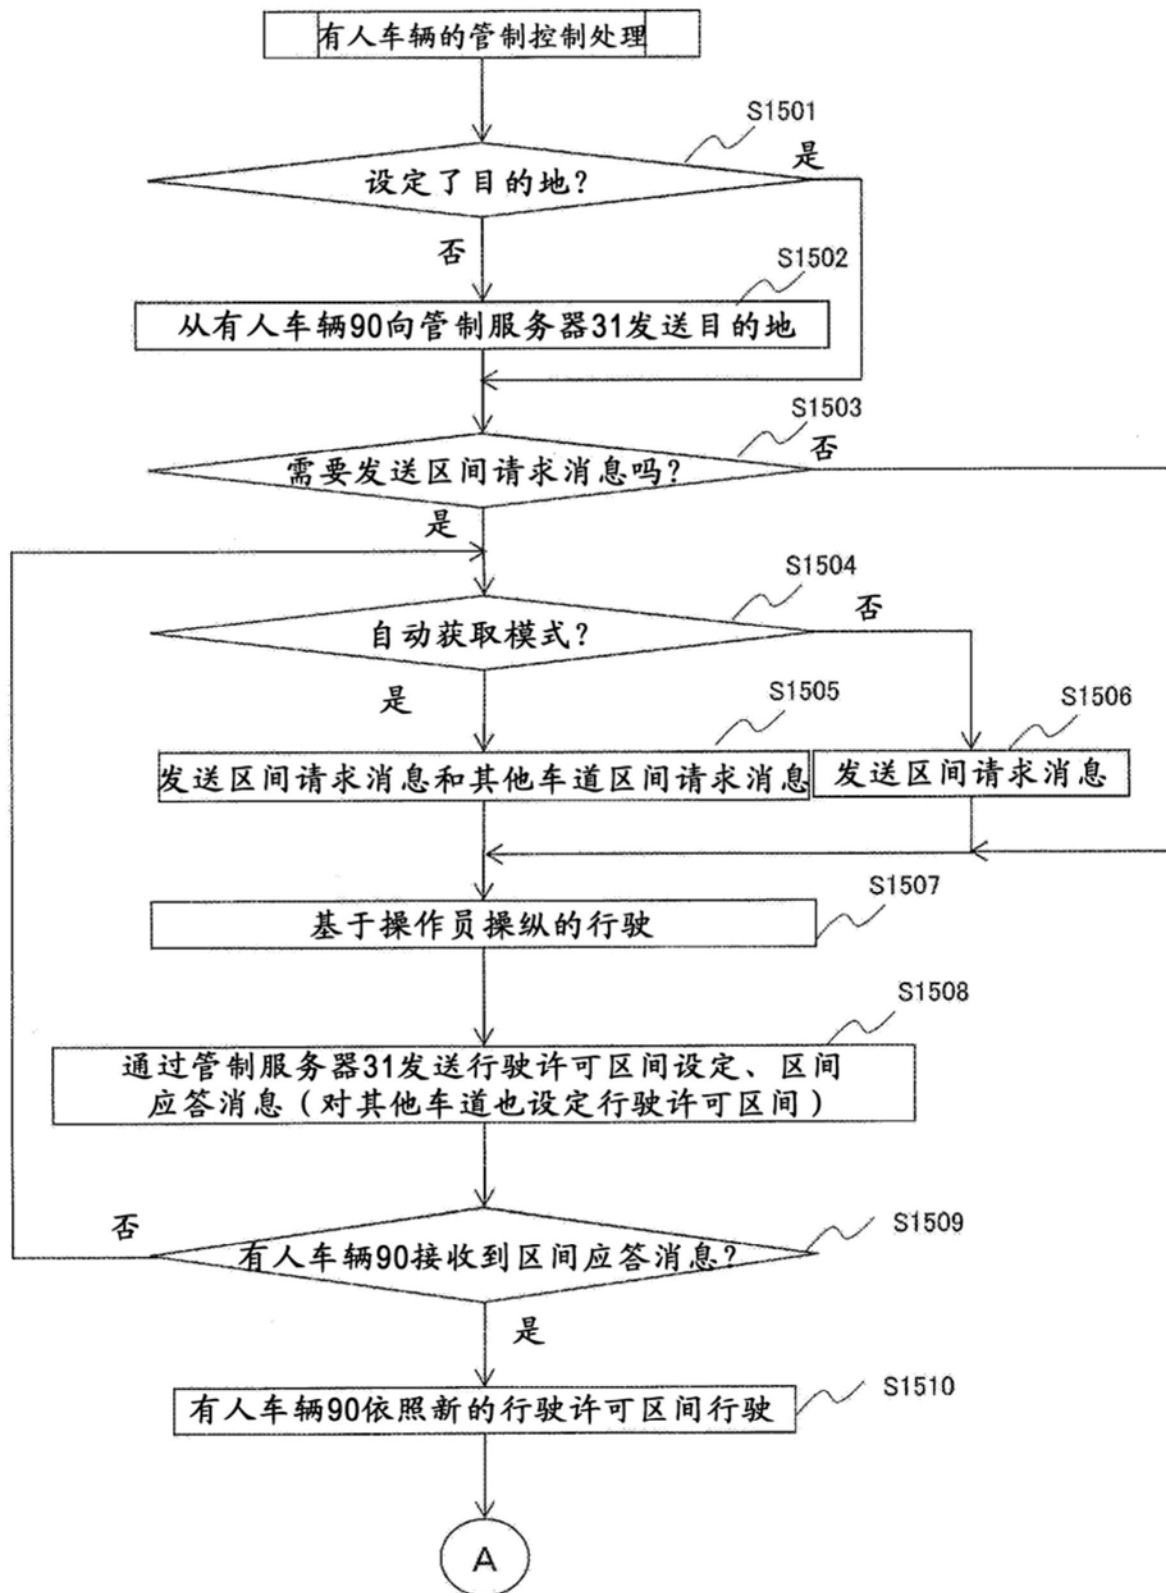 有人车辆的管制控制处理
S1501
设定了目的地?
是
否
S1502
从有人车辆90向管制服务器31发送目的地
S1503
需要发送区间请求消息吗?
否
是
S1504
自动获取模式?
否
是
S1505
S1506
发送区间请求消息和其他车道区间请求消息
发送区间请求消息
S1507
基于操作员操纵的行驶
S1508
通过管制服务器31发送行驶许可区间设定、区间
应答消息(对其他车道也设定行驶许可区间)
否
S1509
有人车辆90接收到区间应答消息?
是
S1510
有人车辆90依照新的行驶许可区间行驶
A